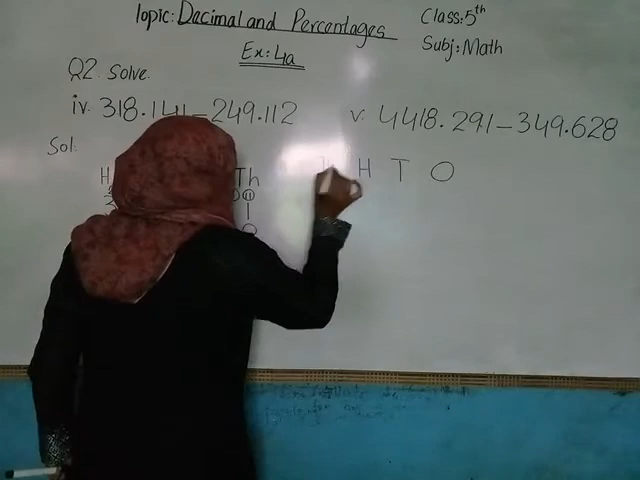 Topic: Decimal and Percentages
Class: 5th
Subj: Math
Ex: 4a
Q2. Solve.
iv. 318.141 – 249.112
v. 4418.291 – 349.628
Sol:
H Th H T O